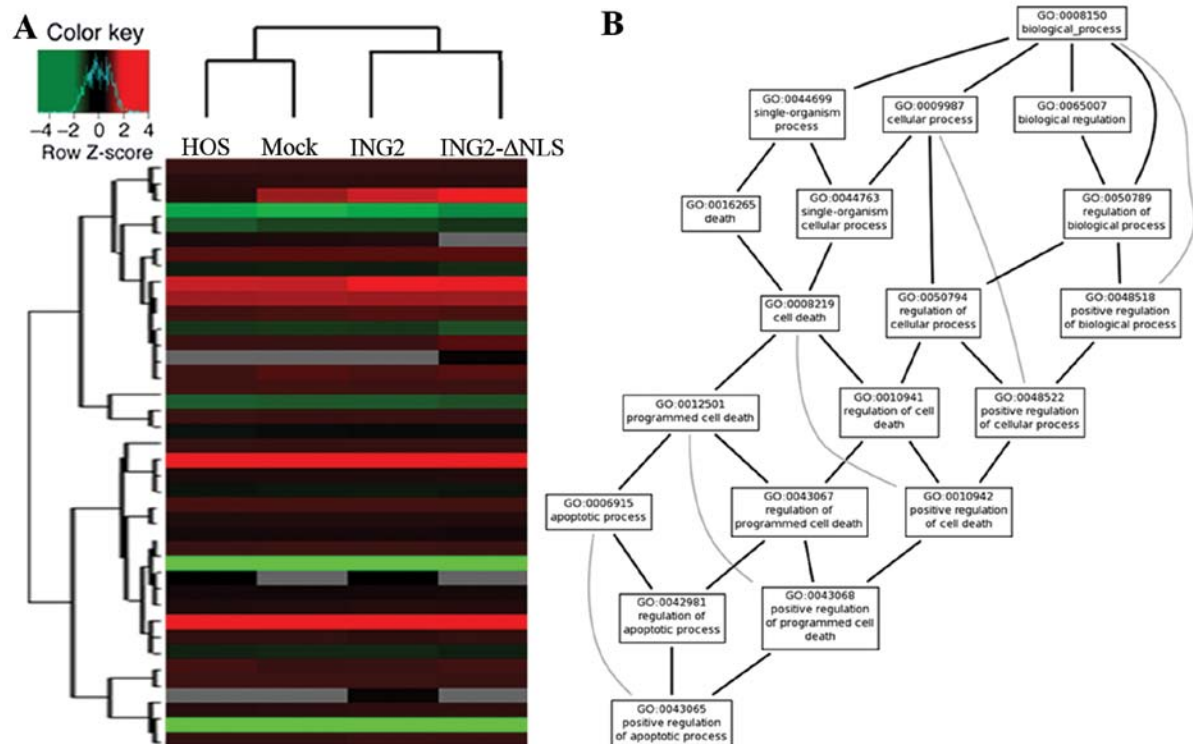 A
Color key
−4 −2 0 2 4
Row Z-score
HOS Mock ING2 ING2-ΔNLS
B
GO:0008150
biological_process
GO:0044699
single-organism
process
GO:0009987
cellular process
GO:0065007
biological regulation
GO:0016265
death
GO:0044763
single-organism
cellular process
GO:0050789
regulation of
biological process
GO:0008219
cell death
GO:0050794
regulation of
cellular process
GO:0048518
positive regulation
of biological process
GO:0012501
programmed cell death
GO:0010941
regulation of cell
death
GO:0048522
positive regulation
of cellular process
GO:0006915
apoptotic process
GO:0043067
regulation of
programmed cell death
GO:0010942
positive regulation
of cell death
GO:0042981
regulation of
apoptotic process
GO:0043068
positive regulation
of programmed cell
death
GO:0043065
positive regulation
of apoptotic process